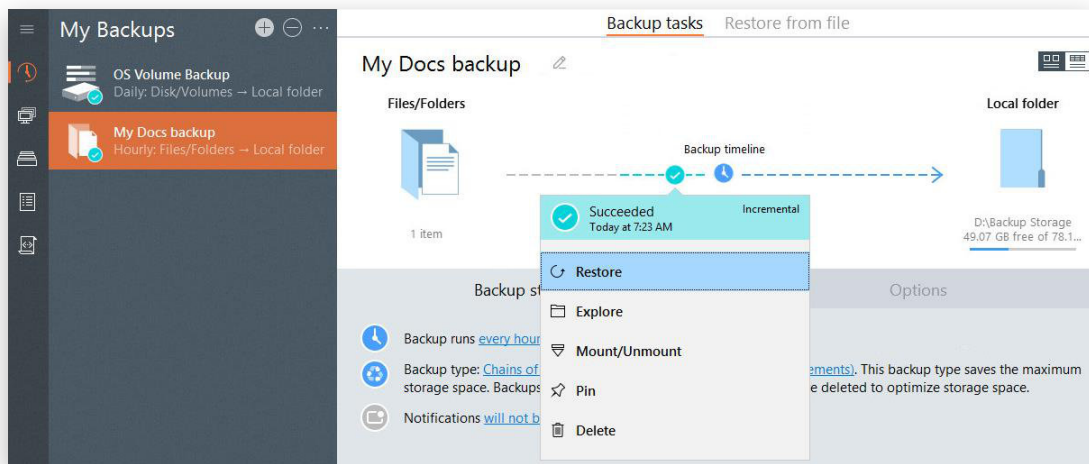 My Backups
OS Volume Backup
Daily: Disk/Volumes → Local folder
My Docs backup
Hourly: Files/Folders → Local folder
Backup tasks
Restore from file
My Docs backup
Files/Folders
1 item
Backup timeline
Local folder
D:\Backup Storage
49.07 GB free of 78.1...
Succeeded
Incremental
Today at 7:23 AM
Restore
Explore
Mount/Unmount
Pin
Delete
Backup
Options
Backup runs every hour
Backup type: Chains of
. This backup type saves the maximum
storage space. Backups
deleted to optimize storage space.
Notifications will not